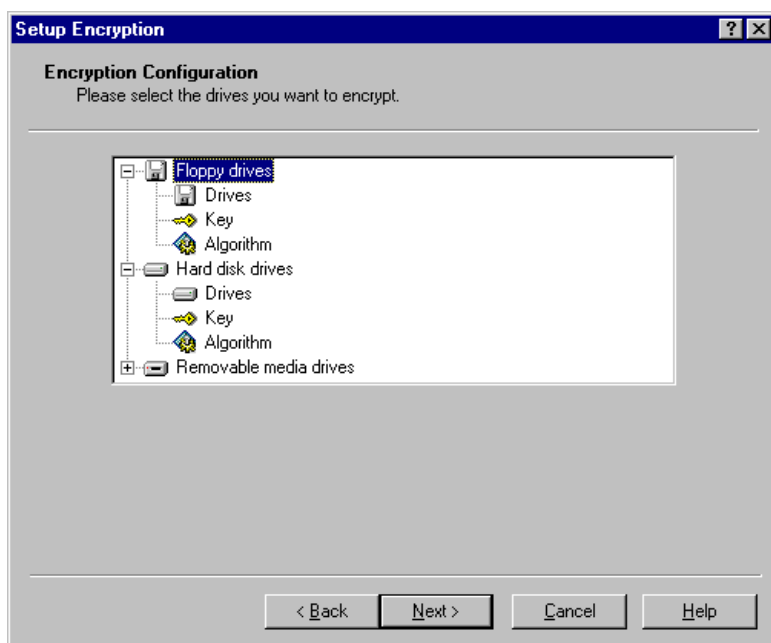 Setup Encryption
Encryption Configuration
Please select the drives you want to encrypt.
Floppy drives
Drives
Key
Algorithm
Hard disk drives
Drives
Key
Algorithm
Removable media drives
< Back Next > Cancel Help